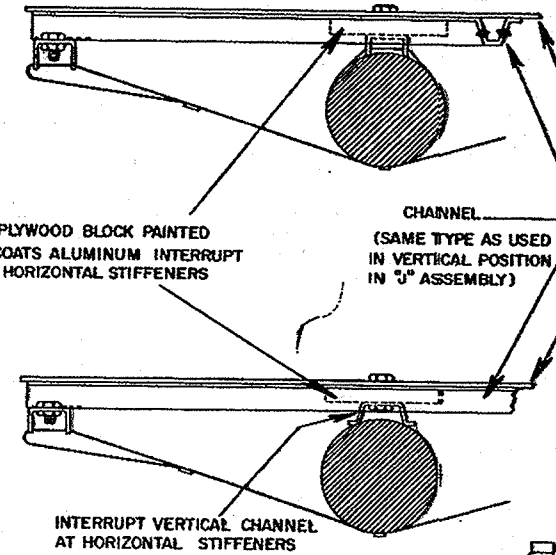 PLYWOOD BLOCK PAINTED
COATS ALUMINUM INTERRUPT
HORIZONTAL STIFFENERS
CHANNEL
(SAME TYPE AS USED
IN VERTICAL POSITION
IN "J" ASSEMBLY)
INTERRUPT VERTICAL CHANNEL
AT HORIZONTAL STIFFENERS